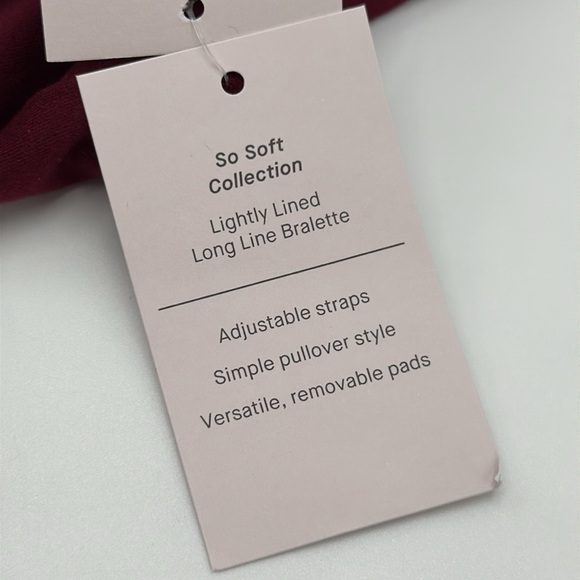 So Soft
Collection
Lightly Lined
Long Line Bralette
Adjustable straps
Simple pullover style
Versatile, removable pads